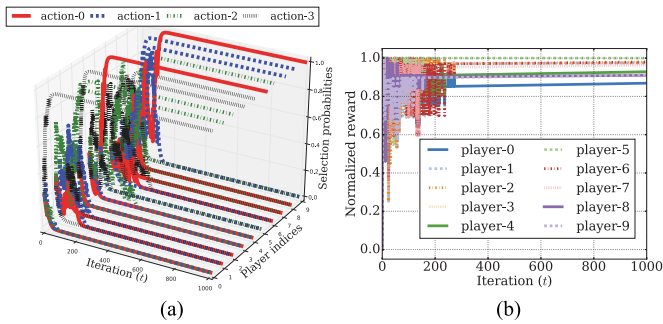 action-0 action-1 action-2 action-3
1.0
0.8
0.6
0.4
0.2
0.0
Selection probabilities
0 200 400 600 800 1000
Iteration (t)
0 1 2 3 4 5 6 7 8 9
Player indices
(a)
1.0
0.8
0.6
0.4
0.2
0.0
Normalized reward
player-0 player-5
player-1 player-6
player-2 player-7
player-3 player-8
player-4 player-9
0 200 400 600 800 1000
Iteration (t)
(b)